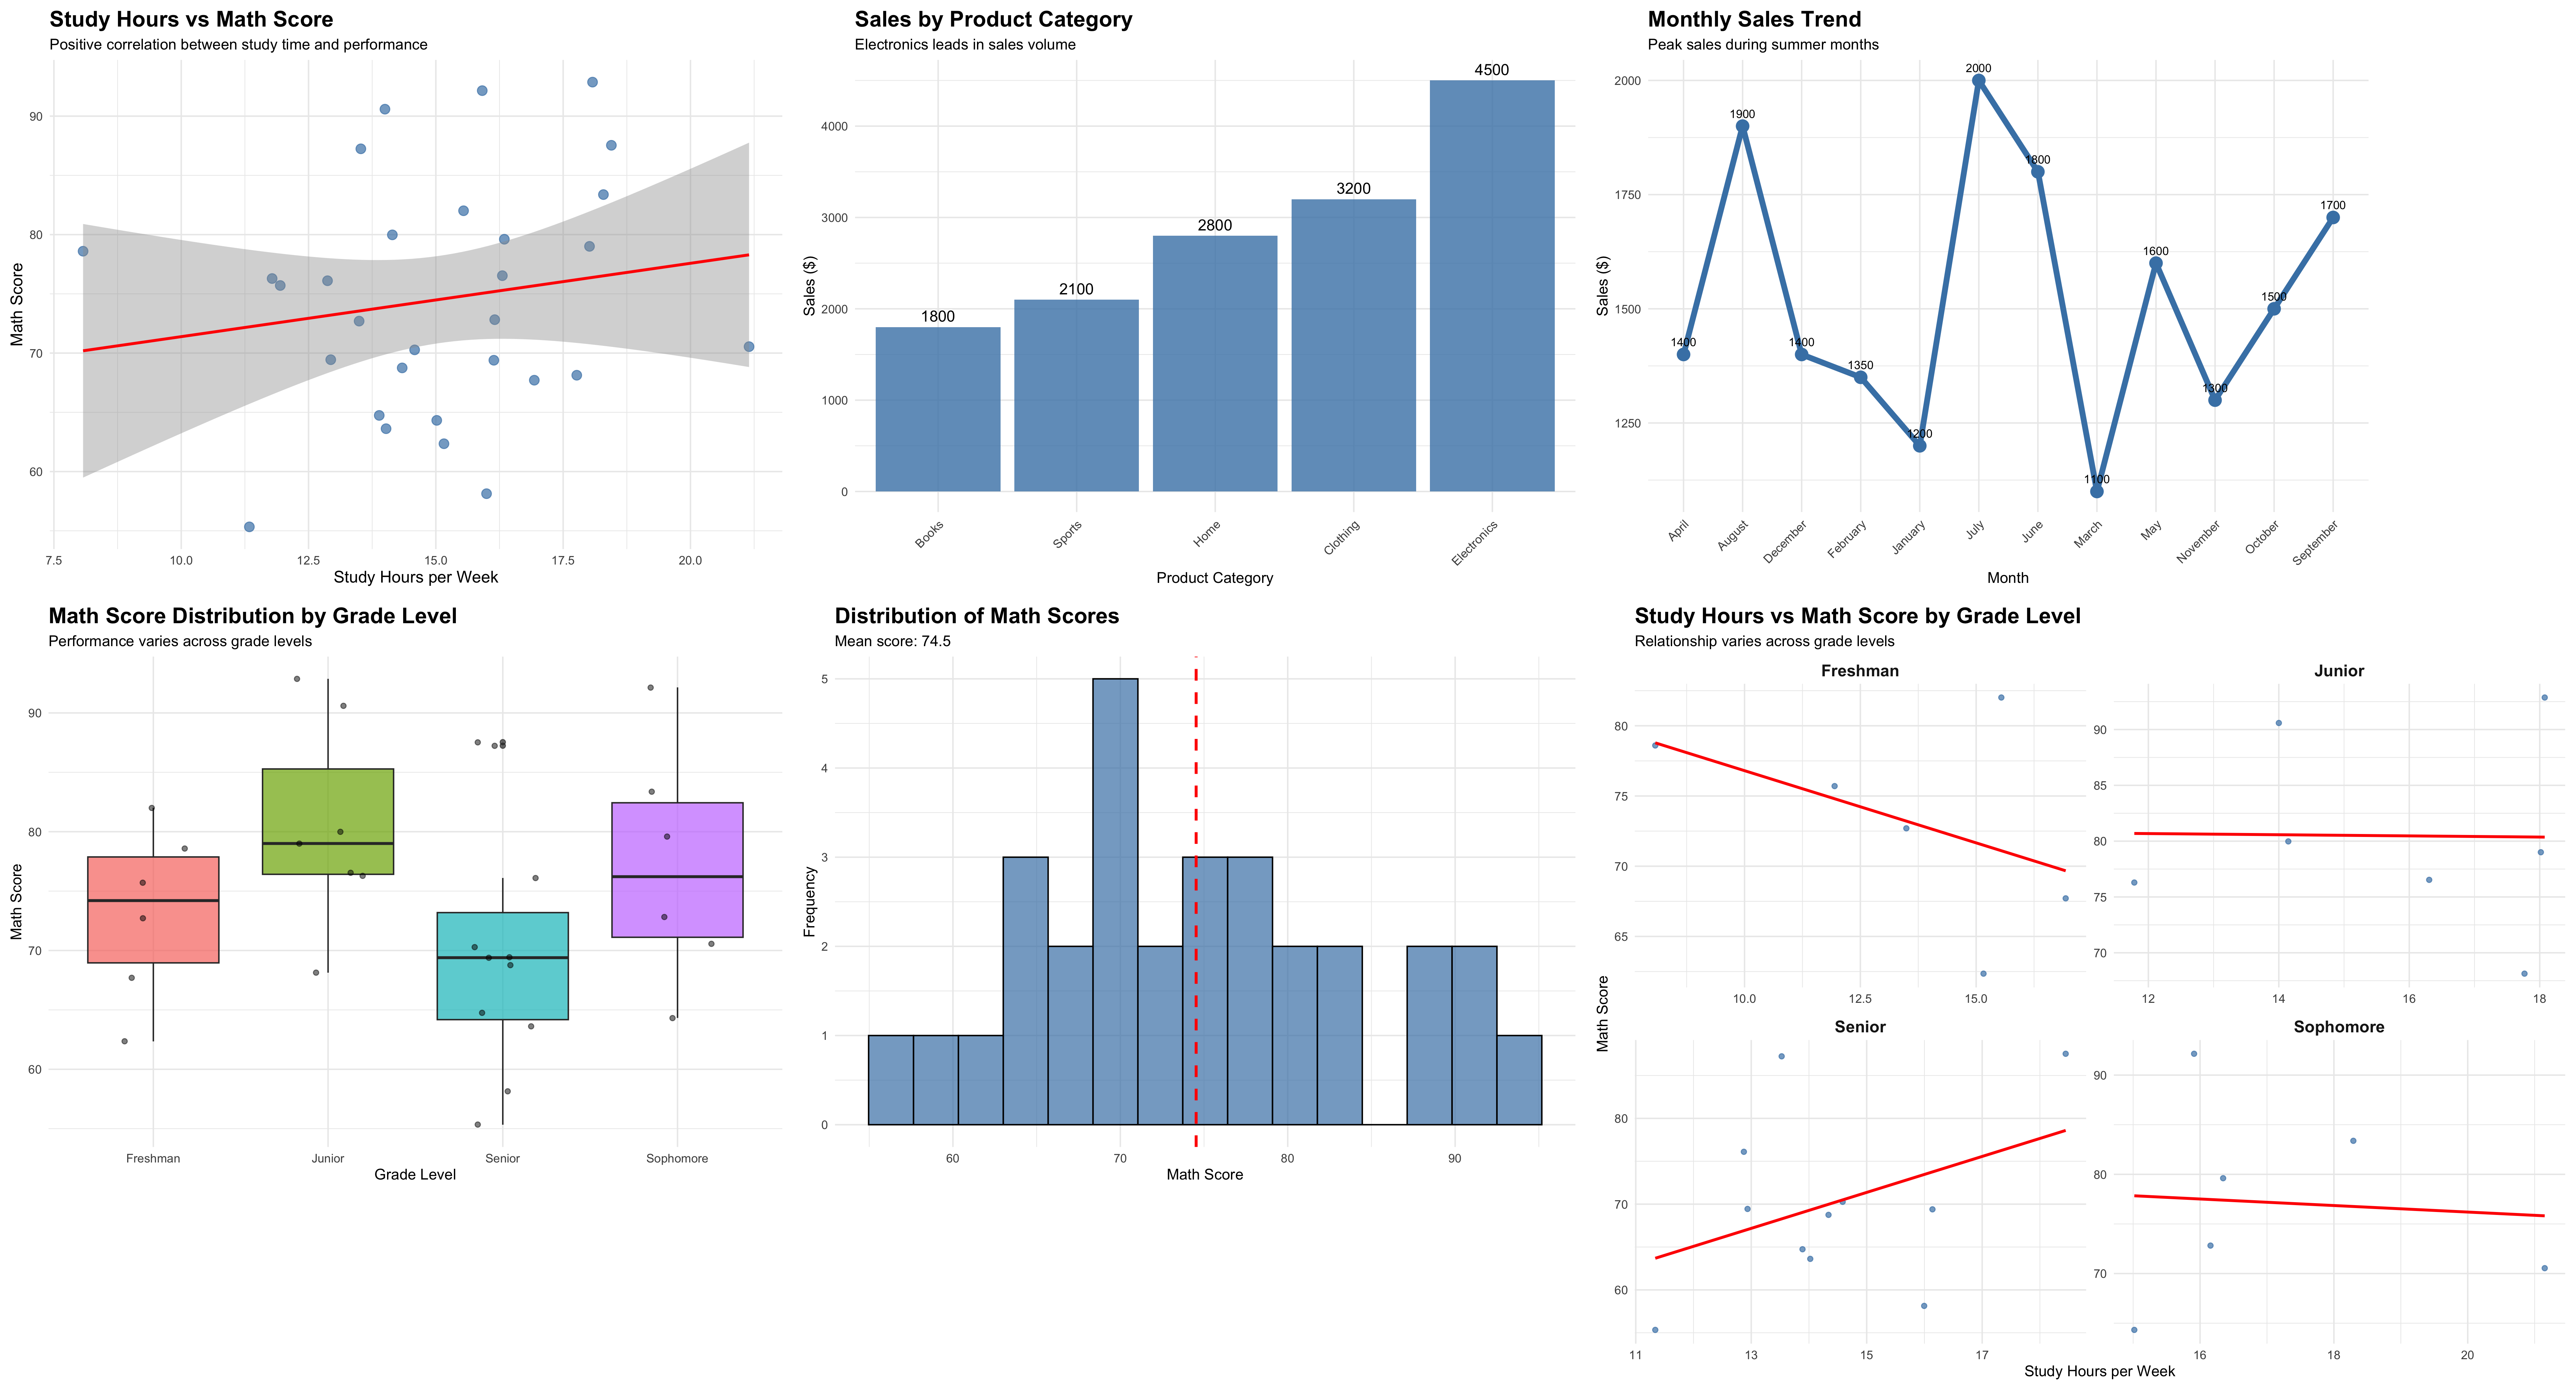 Study Hours vs Math Score
Positive correlation between study time and performance
90
80
70
60
Math Score
7.5 10.0 12.5 15.0 17.5 20.0
Study Hours per Week
Sales by Product Category
Electronics leads in sales volume
4500
3200
2800
2100
1800
4000
3000
2000
1000
0
Sales ($)
Books Sports Home Clothing Electronics
Product Category
Monthly Sales Trend
Peak sales during summer months
2000
1750
1500
1250
Sales ($)
1400 1900 1400 1350 1200 2000 1800 1100 1600 1300 1500 1700
April August December February January July June March May November October September
Month
Math Score Distribution by Grade Level
Performance varies across grade levels
90
80
70
60
Math Score
Freshman Junior Senior Sophomore
Grade Level
Distribution of Math Scores
Mean score: 74.5
5
4
3
2
1
0
Frequency
60 70 80 90
Math Score
Study Hours vs Math Score by Grade Level
Relationship varies across grade levels
Freshman
80
75
70
65
10.0 12.5 15.0
Junior
90
85
80
75
70
12 14 16 18
Math Score
Senior
80
70
60
11 13 15 17
Sophomore
90
80
70
16 18 20
Study Hours per Week